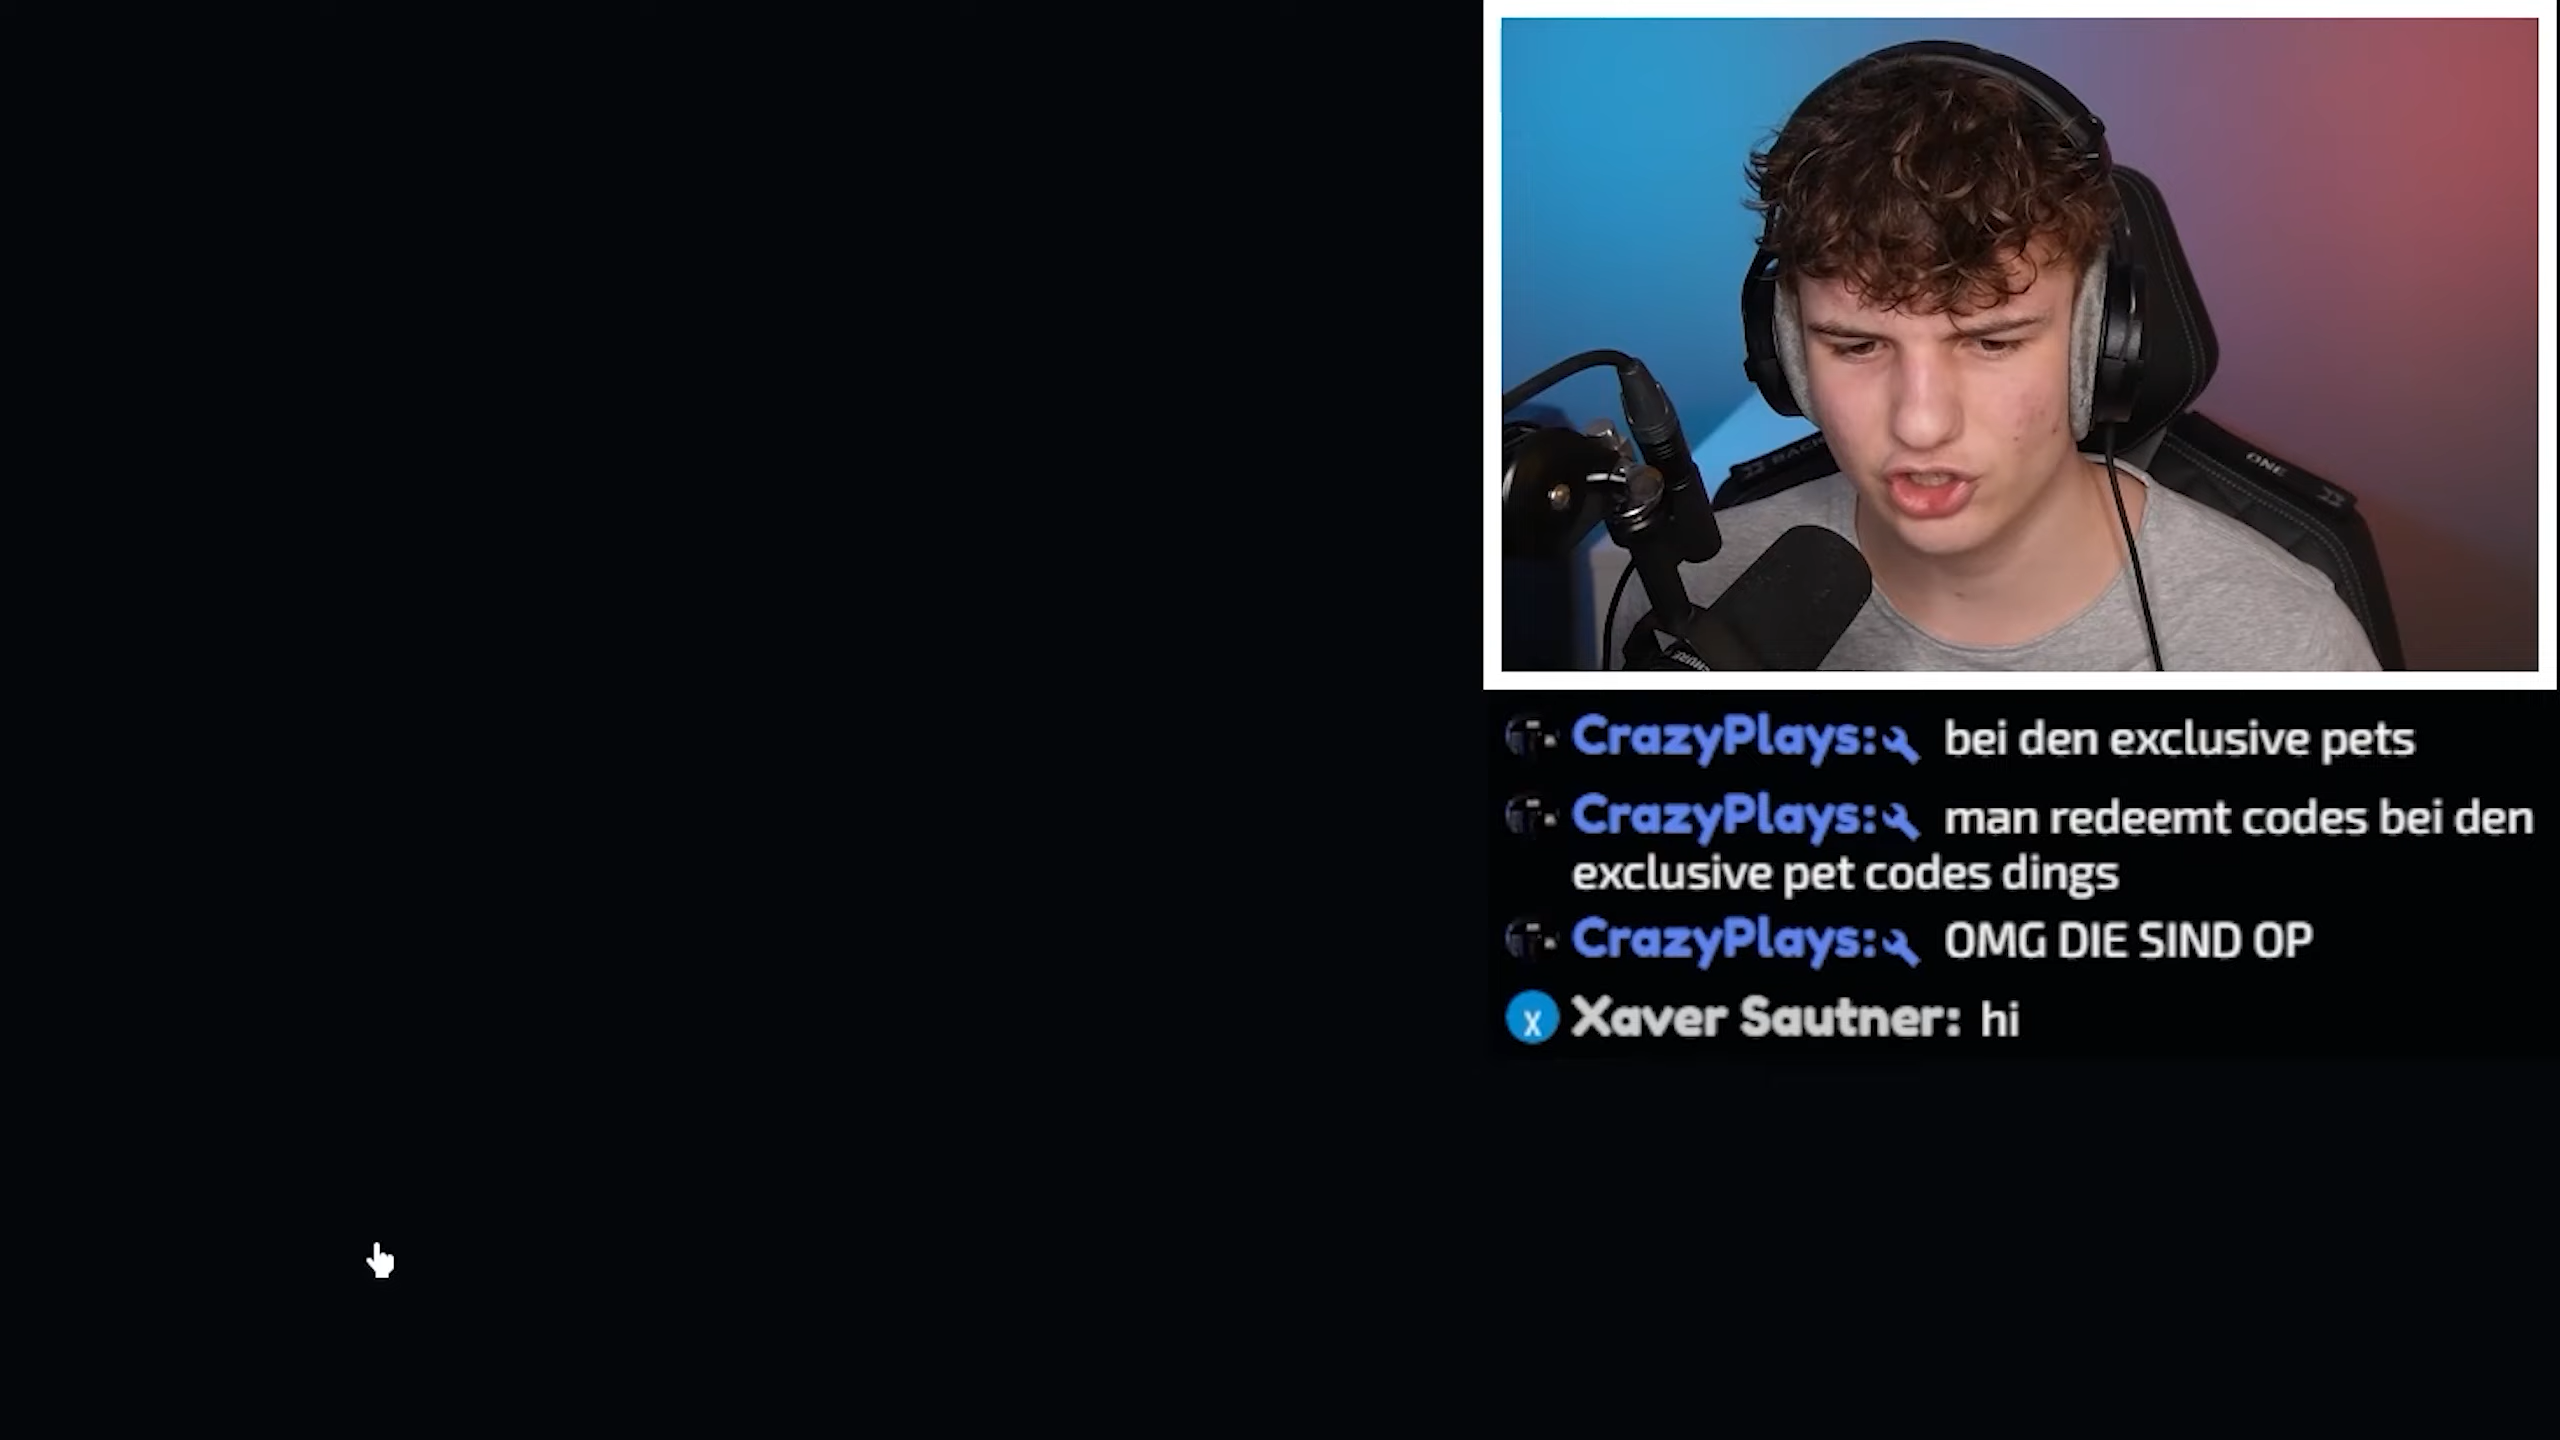 ONE
CrazyPlays: bei den exclusive pets
CrazyPlays: man redeemt codes bei den
exclusive pet codes dings
CrazyPlays: OMG DIE SIND OP
X Xaver Sautner: hi